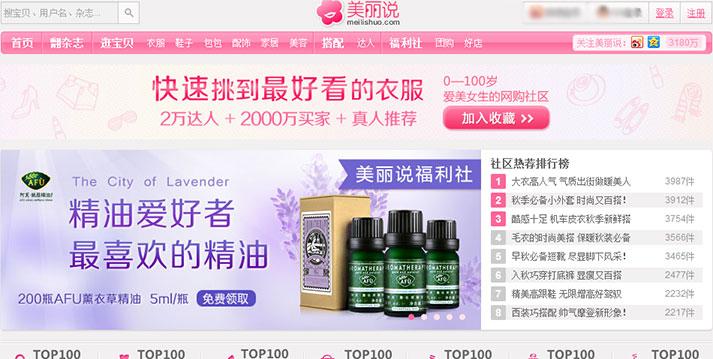 搜宝贝、用户名、杂志...
美丽说
meilishuo.com
登录 注册
首页 翻杂志 逛宝贝 衣服 鞋子 包包 配饰 家居 美容 搭配 达人 福利社 团购 好店
关注美丽说: 3180万
快速挑到最好看的衣服
2万达人 + 2000万买家 + 真人推荐
0—100岁
爱美女生的网购社区
加入收藏 >>
AFU
The City of Lavender
美丽说福利社
精油爱好者
最喜欢的精油
200瓶AFU薰衣草精油 5ml/瓶 免费领取
AROMATHERAPY
AFU
社区热荐排行榜
1 大衣高人气 气质出街做暖美人 3987件
2 秋季必备小外套 时尚又百搭! 3912件
3 酷感十足 机车皮衣秋季新鲜搭 3754件
4 毛衣的时尚美搭 保暖秋装必备 3566件
5 早秋必备短靴 尽显脚下风采! 3465件
6 入秋巧穿打底裤 显瘦又百搭 2477件
7 精美高跟鞋 无限增高好驾驭 2232件
8 西装巧搭配 帅气摩登新形象! 2217件
TOP100 TOP100 TOP100 TOP100 TOP100